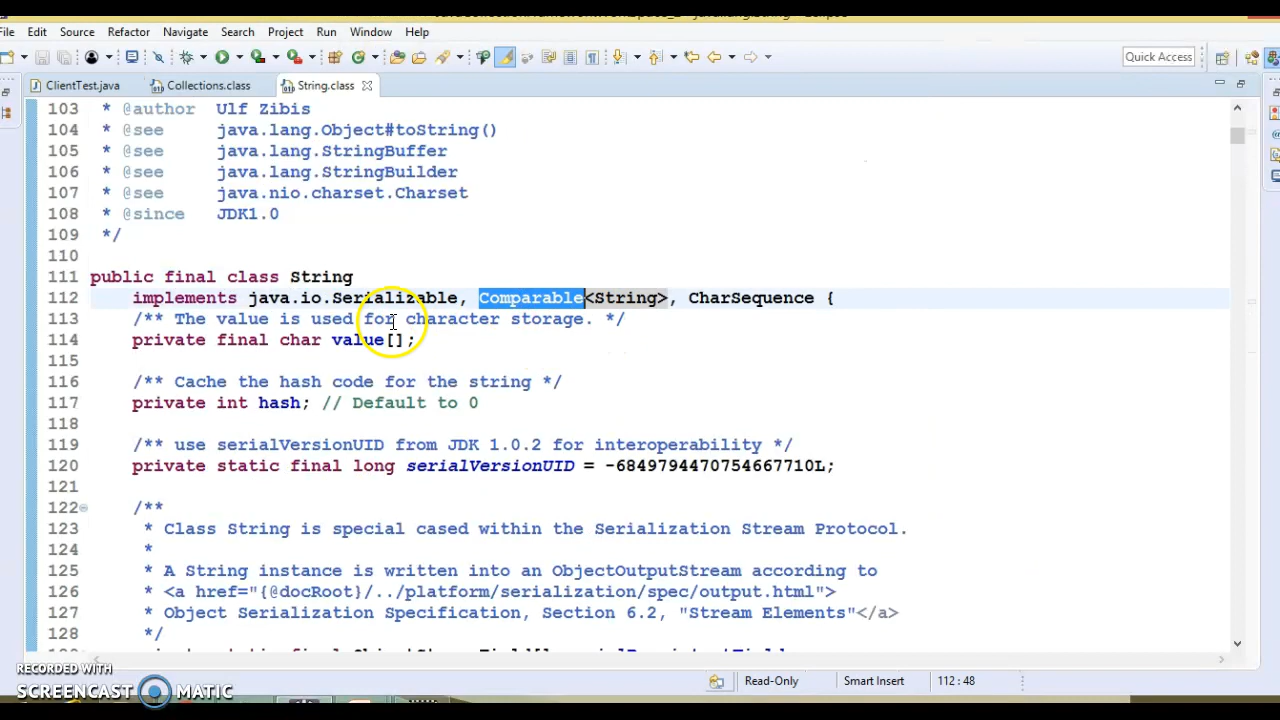 File Edit Source Refactor Navigate Search Project Run Window Help
Quick Access
ClientTest.java Collections.class String.class
103 * @author Ulf Zibis
104 * @see java.lang.Object#toString()
105 * @see java.lang.StringBuffer
106 * @see java.lang.StringBuilder
107 * @see java.nio.charset.Charset
108 * @since JDK1.0
109 */
110
111 public final class String
112 implements java.io.Serializable, Comparable<String>, CharSequence {
113 /** The value is used for character storage. */
114 private final char value[];
115
116 /** Cache the hash code for the string */
117 private int hash; // Default to 0
118
119 /** use serialVersionUID from JDK 1.0.2 for interoperability */
120 private static final long serialVersionUID = -6849794470754667710L;
121
122 /**
123 * Class String is special cased within the Serialization Stream Protocol.
124 *
125 * A String instance is written into an ObjectOutputStream according to
126 * <a href="{@docRoot}/../platform/serialization/spec/output.html">
127 * Object Serialization Specification, Section 6.2, "Stream Elements"</a>
128 */
RECORDED WITH
SCREENCAST MATIC
Read-Only Smart Insert 112 : 48